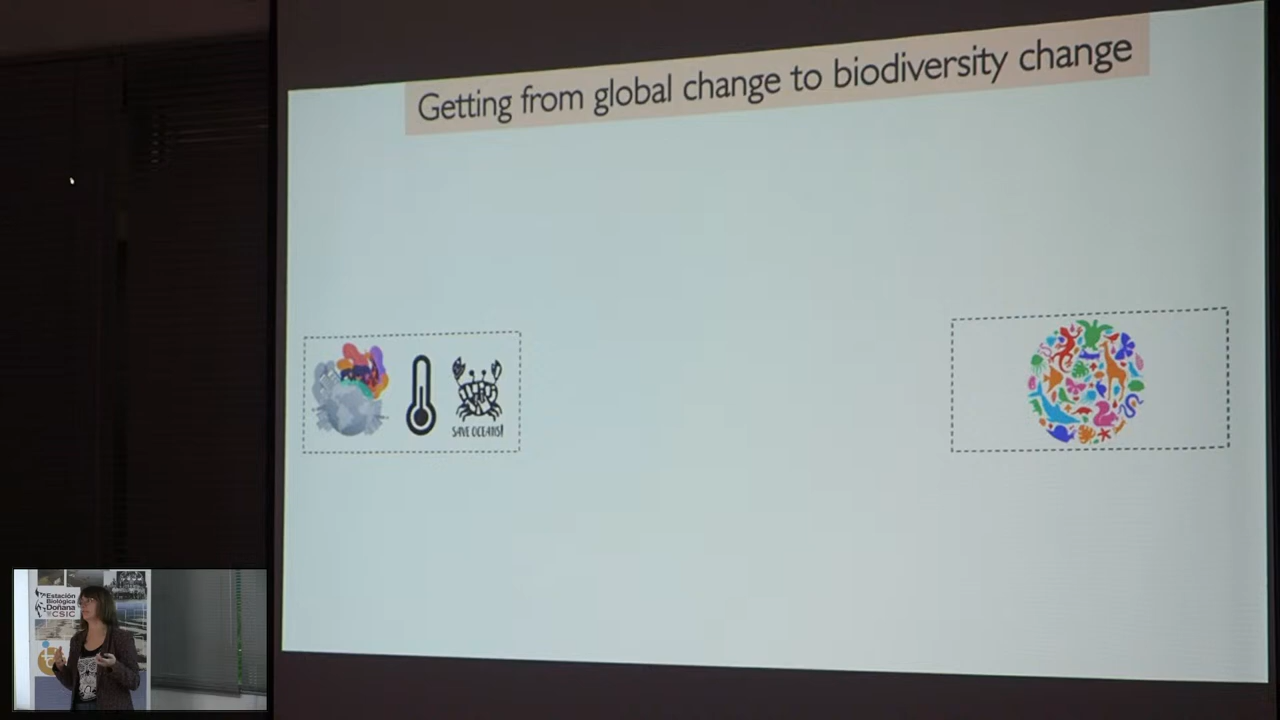 Getting from global change to biodiversity change
SAVE OCEANS!
Estación
Biológica
Doñana
CSIC